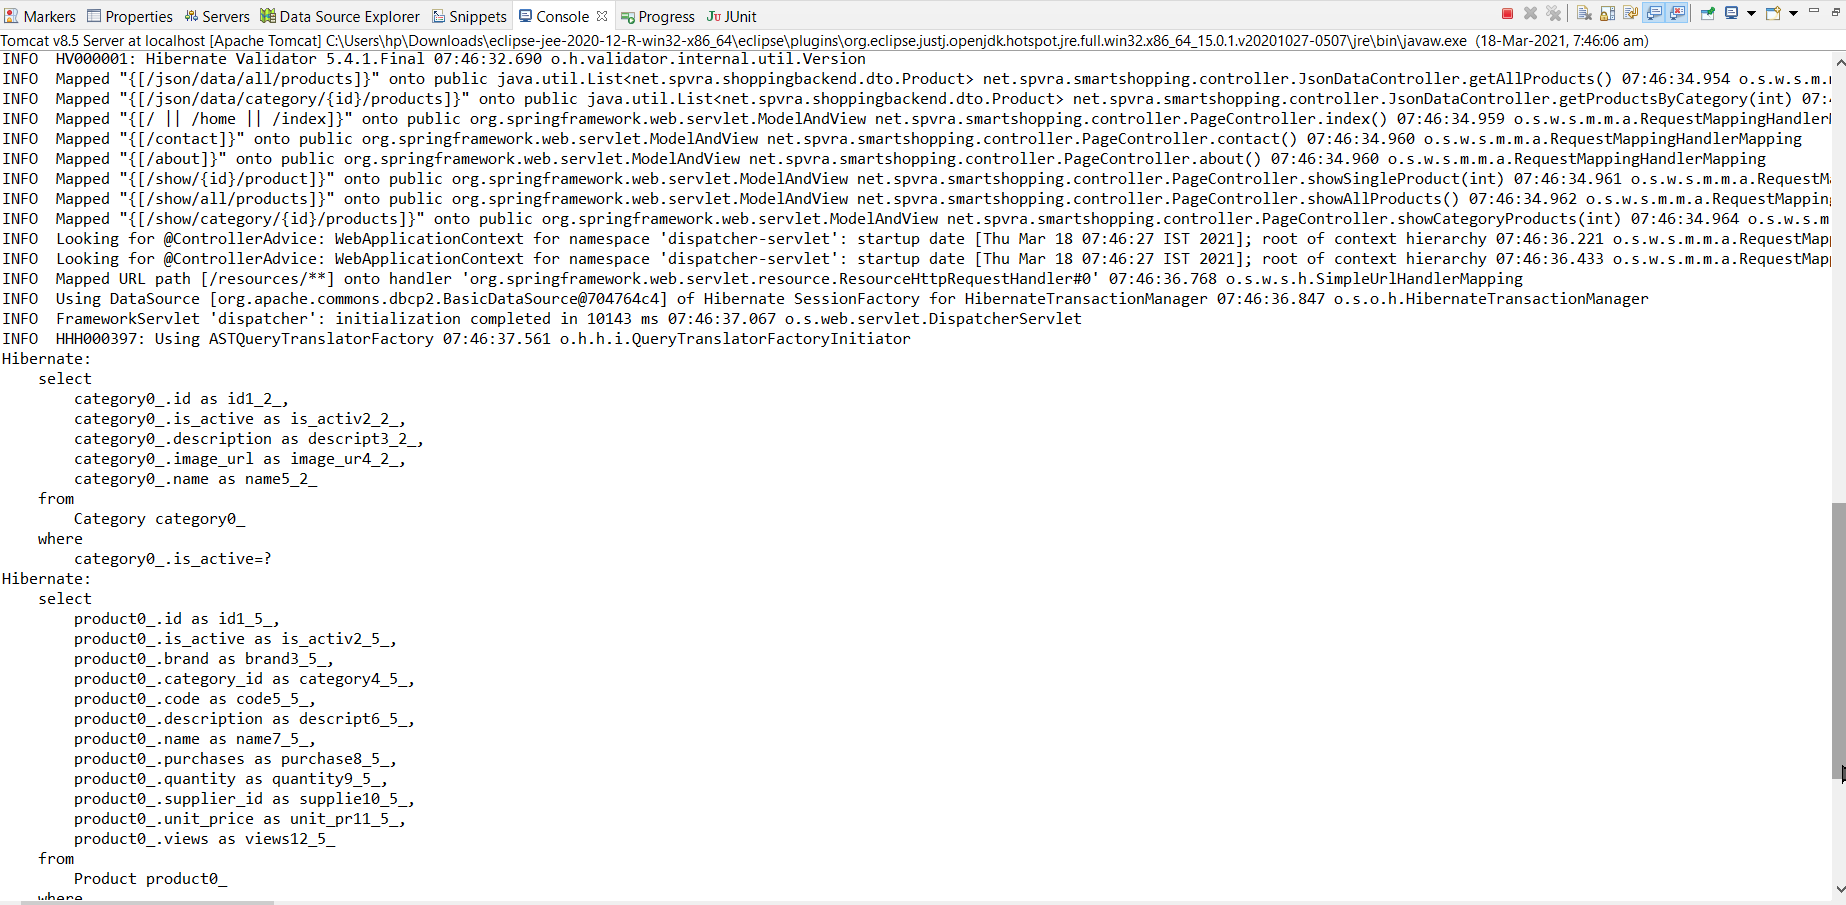 Markers Properties Servers Data Source Explorer Snippets Console Progress JUnit
Tomcat v8.5 Server at localhost [Apache Tomcat] C:\Users\hp\Downloads\eclipse-jee-2020-12-R-win32-x86_64\eclipse\plugins\org.eclipse.justj.openjdk.hotspot.jre.full.win32.x86_64_15.0.1.v20201027-0507\jre\bin\javaw.exe (18-Mar-2021, 7:46:06 am)
INFO HV000001: Hibernate Validator 5.4.1.Final 07:46:32.690 o.h.validator.internal.util.Version
INFO Mapped "{[/json/data/all/products]}" onto public java.util.List<net.spvra.shoppingbackend.dto.Product> net.spvra.smartshopping.controller.JsonDataController.getAllProducts() 07:46:34.954 o.s.w.s.m.m
INFO Mapped "{[/json/data/category/{id}/products]}" onto public java.util.List<net.spvra.shoppingbackend.dto.Product> net.spvra.smartshopping.controller.JsonDataController.getProductsByCategory(int) 07:4
INFO Mapped "{[/ || /home || /index]}" onto public org.springframework.web.servlet.ModelAndView net.spvra.smartshopping.controller.PageController.index() 07:46:34.959 o.s.w.s.m.m.a.RequestMappingHandlerM
INFO Mapped "{[/contact]}" onto public org.springframework.web.servlet.ModelAndView net.spvra.smartshopping.controller.PageController.contact() 07:46:34.960 o.s.w.s.m.m.a.RequestMappingHandlerMapping
INFO Mapped "{[/about]}" onto public org.springframework.web.servlet.ModelAndView net.spvra.smartshopping.controller.PageController.about() 07:46:34.960 o.s.w.s.m.m.a.RequestMappingHandlerMapping
INFO Mapped "{[/show/{id}/product]}" onto public org.springframework.web.servlet.ModelAndView net.spvra.smartshopping.controller.PageController.showSingleProduct(int) 07:46:34.961 o.s.w.s.m.m.a.RequestMa
INFO Mapped "{[/show/all/products]}" onto public org.springframework.web.servlet.ModelAndView net.spvra.smartshopping.controller.PageController.showAllProducts() 07:46:34.962 o.s.w.s.m.m.a.RequestMapping
INFO Mapped "{[/show/category/{id}/products]}" onto public org.springframework.web.servlet.ModelAndView net.spvra.smartshopping.controller.PageController.showCategoryProducts(int) 07:46:34.964 o.s.w.s.m
INFO Looking for @ControllerAdvice: WebApplicationContext for namespace 'dispatcher-servlet': startup date [Thu Mar 18 07:46:27 IST 2021]; root of context hierarchy 07:46:36.221 o.s.w.s.m.m.a.RequestMapp
INFO Looking for @ControllerAdvice: WebApplicationContext for namespace 'dispatcher-servlet': startup date [Thu Mar 18 07:46:27 IST 2021]; root of context hierarchy 07:46:36.433 o.s.w.s.m.m.a.RequestMapp
INFO Mapped URL path [/resources/**] onto handler 'org.springframework.web.servlet.resource.ResourceHttpRequestHandler#0' 07:46:36.768 o.s.w.s.h.SimpleUrlHandlerMapping
INFO Using DataSource [org.apache.commons.dbcp2.BasicDataSource@704764c4] of Hibernate SessionFactory for HibernateTransactionManager 07:46:36.847 o.s.o.h.HibernateTransactionManager
INFO FrameworkServlet 'dispatcher': initialization completed in 10143 ms 07:46:37.067 o.s.web.servlet.DispatcherServlet
INFO HHH000397: Using ASTQueryTranslatorFactory 07:46:37.561 o.h.h.i.QueryTranslatorFactoryInitiator
Hibernate:
select
category0_.id as id1_2_,
category0_.is_active as is_activ2_2_,
category0_.description as descript3_2_,
category0_.image_url as image_ur4_2_,
category0_.name as name5_2_
from
Category category0_
where
category0_.is_active=?
Hibernate:
select
product0_.id as id1_5_,
product0_.is_active as is_activ2_5_,
product0_.brand as brand3_5_,
product0_.category_id as category4_5_,
product0_.code as code5_5_,
product0_.description as descript6_5_,
product0_.name as name7_5_,
product0_.purchases as purchase8_5_,
product0_.quantity as quantity9_5_,
product0_.supplier_id as supplie10_5_,
product0_.unit_price as unit_pr11_5_,
product0_.views as views12_5_
from
Product product0_
where